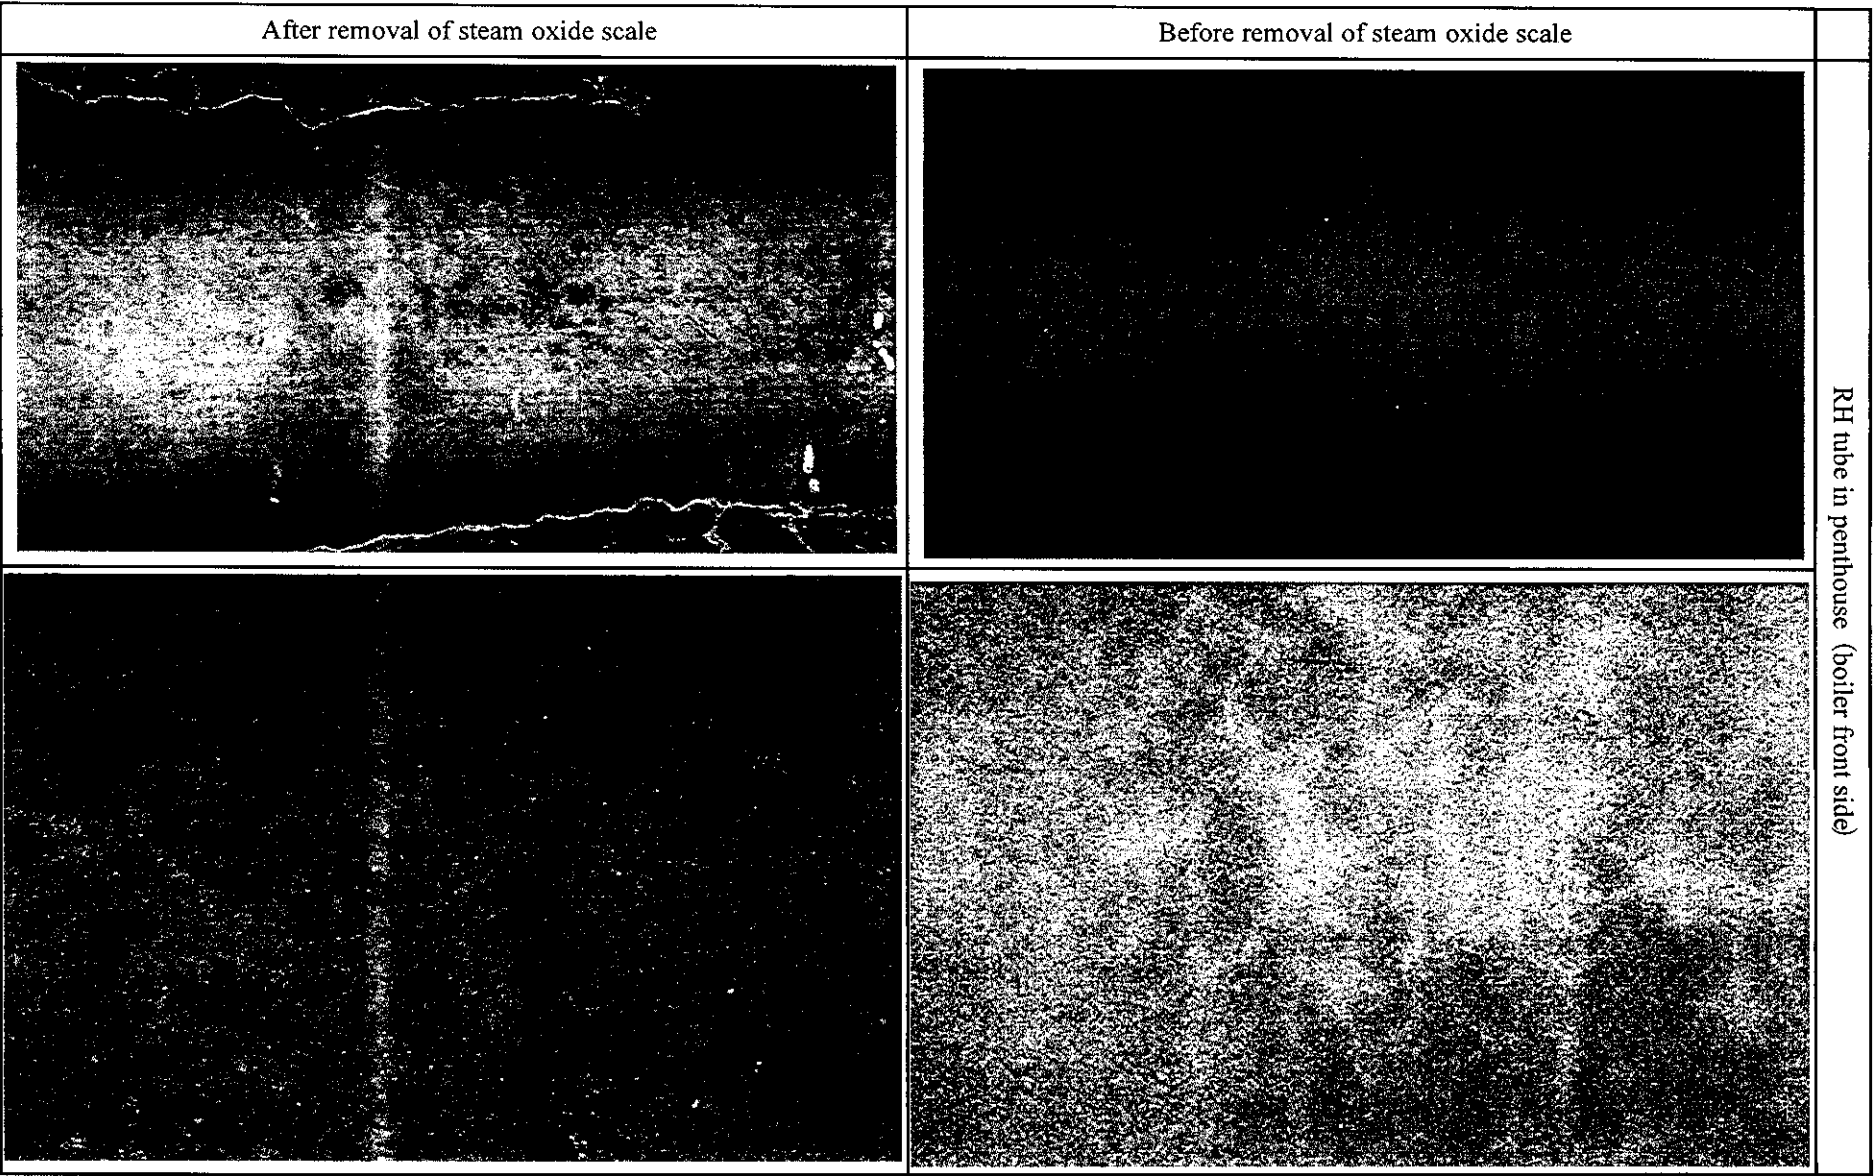 After removal of steam oxide scale
Before removal of steam oxide scale
RH tube in penthouse (boiler front side)